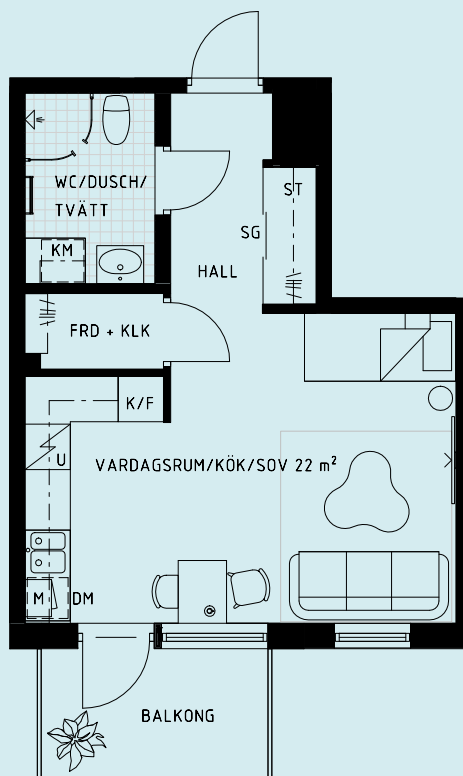 WC/DUSCH/
TVÄTT
KM
ST
SG
HALL
FRD + KLK
K/F
U
VARDAGSRUM/KÖK/SOV 22 m²
M
DM
BALKONG